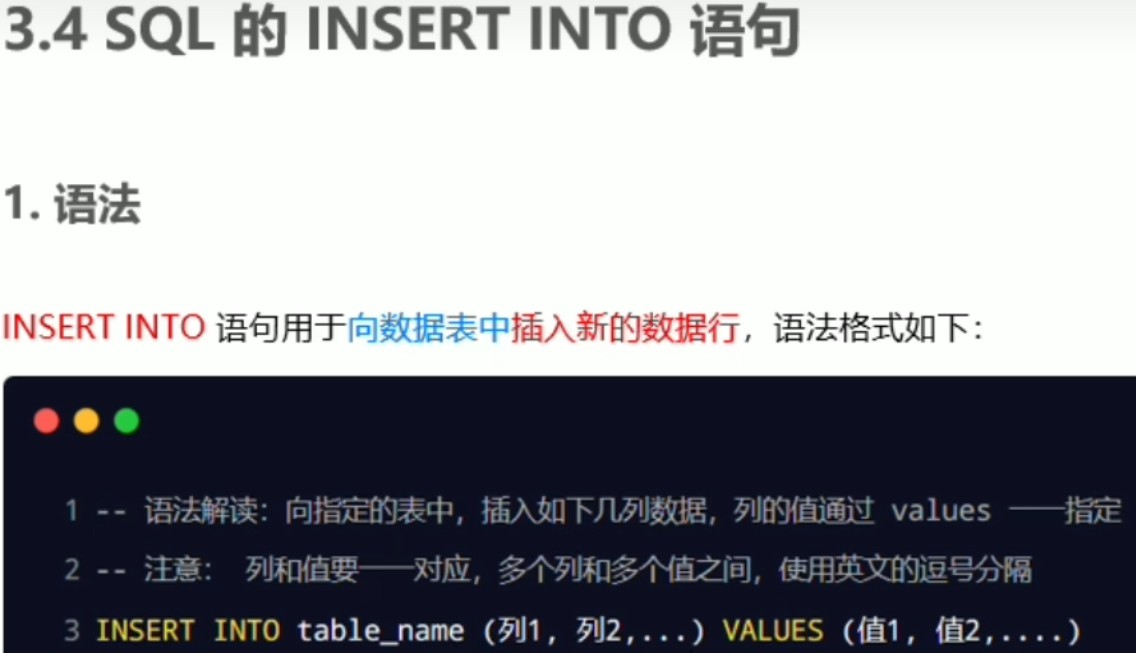 3.4 SQL 的 INSERT INTO 语句
1. 语法
INSERT INTO 语句用于向数据表中插入新的数据行，语法格式如下：
1 -- 语法解读：向指定的表中，插入如下几列数据，列的值通过 values 一一指定
2 -- 注意： 列和值要一一对应，多个列和多个值之间，使用英文的逗号分隔
3 INSERT INTO table_name (列1, 列2,...) VALUES (值1, 值2,....)